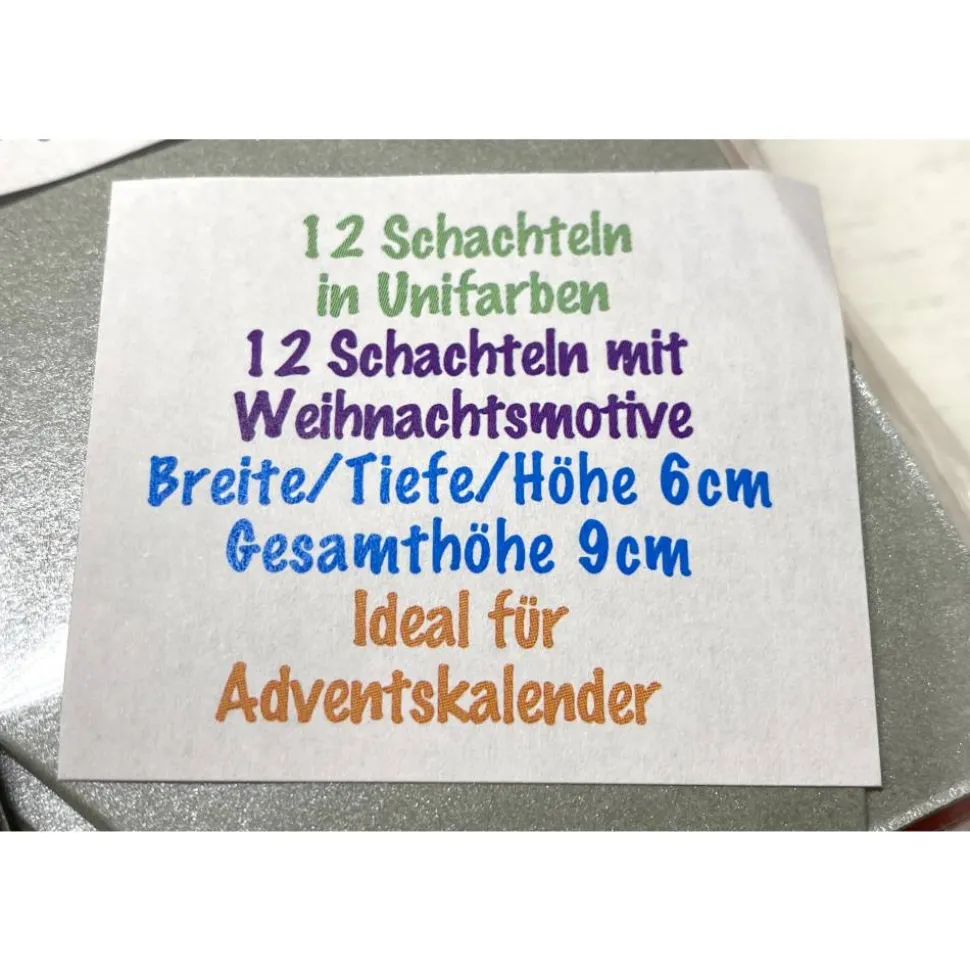 12 Schachteln
in Unifarben
12 Schachteln mit
Weihnachtsmotive
Breite/Tiefe/Höhe 6cm
Gesamthöhe 9cm
Ideal für
Adventskalender